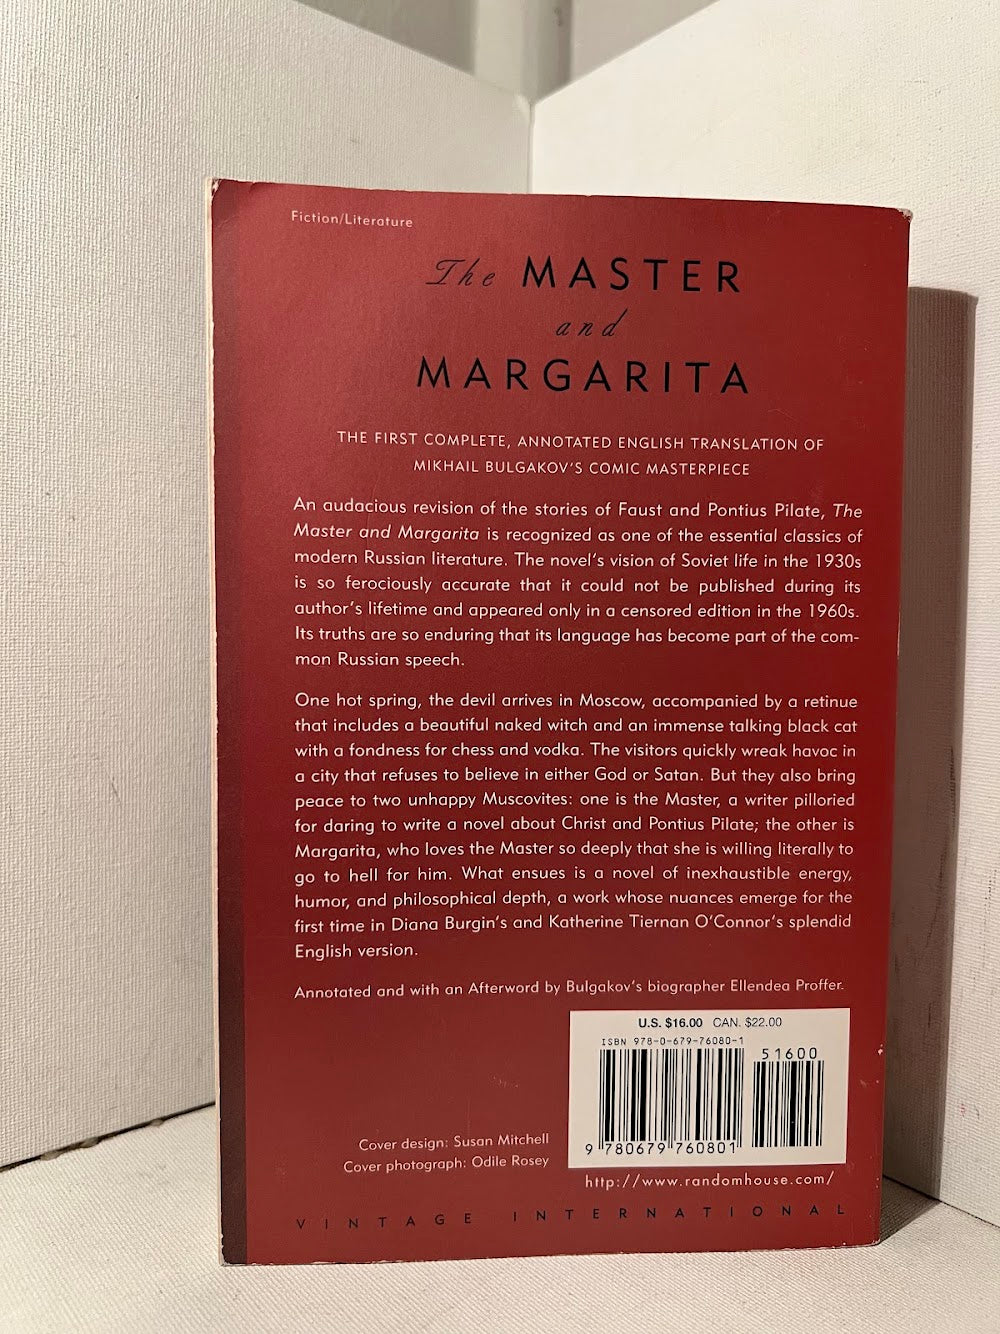 Fiction/Literature
The MASTER
and
MARGARITA
THE FIRST COMPLETE, ANNOTATED ENGLISH TRANSLATION OF
MIKHAIL BULGAKOV'S COMIC MASTERPIECE
An audacious revision of the stories of Faust and Pontius Pilate, The
Master and Margarita is recognized as one of the essential classics of
modern Russian literature. The novel's vision of Soviet life in the 1930s
is so ferociously accurate that it could not be published during its
author's lifetime and appeared only in a censored edition in the 1960s.
Its truths are so enduring that its language has become part of the com-
mon Russian speech.
One hot spring, the devil arrives in Moscow, accompanied by a retinue
that includes a beautiful naked witch and an immense talking black cat
with a fondness for chess and vodka. The visitors quickly wreak havoc in
a city that refuses to believe in either God or Satan. But they also bring
peace to two unhappy Muscovites: one is the Master, a writer pilloried
for daring to write a novel about Christ and Pontius Pilate; the other is
Margarita, who loves the Master so deeply that she is willing literally to
go to hell for him. What ensues is a novel of inexhaustible energy,
humor, and philosophical depth, a work whose nuances emerge for the
first time in Diana Burgin's and Katherine Tiernan O'Connor's splendid
English version.
Annotated and with an Afterword by Bulgakov's biographer Ellendea Proffer.
U.S. $16.00 CAN. $22.00
ISBN 978-0-679-76080-1
51600
9 780679 760801
Cover design: Susan Mitchell
Cover photograph: Odile Rosey
http://www.randomhouse.com/
VINTAGE INTERNATIONAL